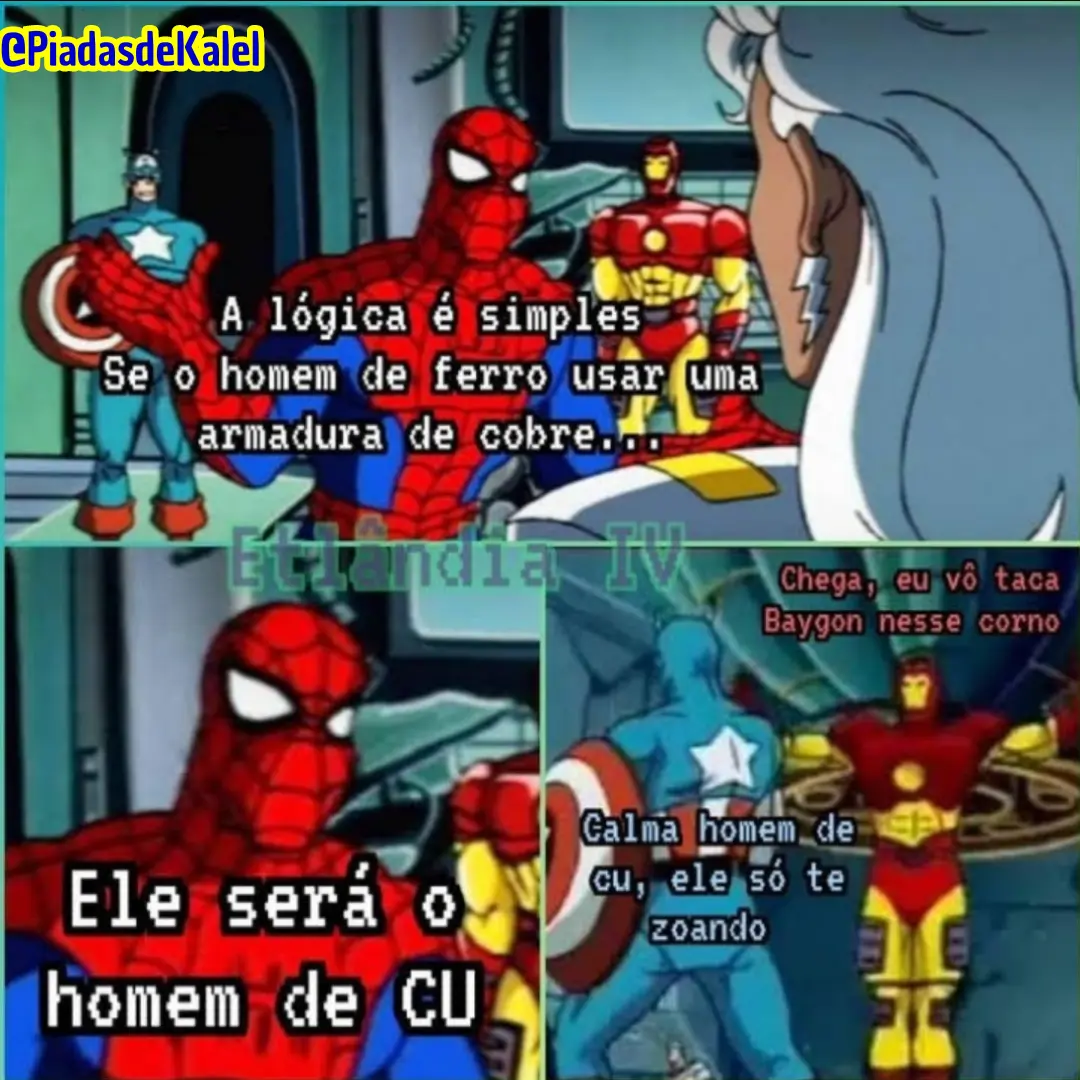 @PiadasdeKalel
A lógica é simples
Se o homem de ferro usar uma
armadura de cobre...
Etlândia IV
Ele será o
homem de CU
Chega, eu vô taca
Baygon nesse corno
Calma homem de
cu, ele só te
zoando